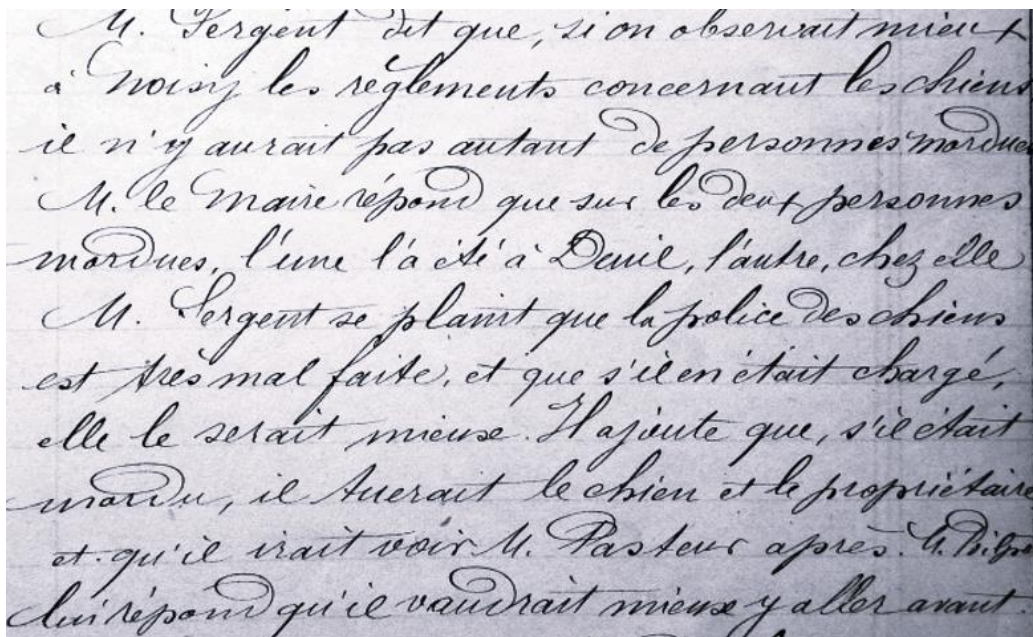 M. Sergent dit que, si on observait mieux
à Noisy les réglements concernant les chiens
il n'y aurait pas autant de personnes mordues
M. le Maire répond que sur les deux personnes
mordues, l'une l'a été à Deuil, l'autre, chez elle
M. Sergent se plaint que la police des chiens
est très mal faite, et que s'il en était chargé,
elle le serait mieux. Il ajoute que, s'il était
mordu, il tuerait le chien et le propriétaire
et qu'il irait voir M. Pasteur après. M.
lui répond qu'il vaudrait mieux y aller avant.